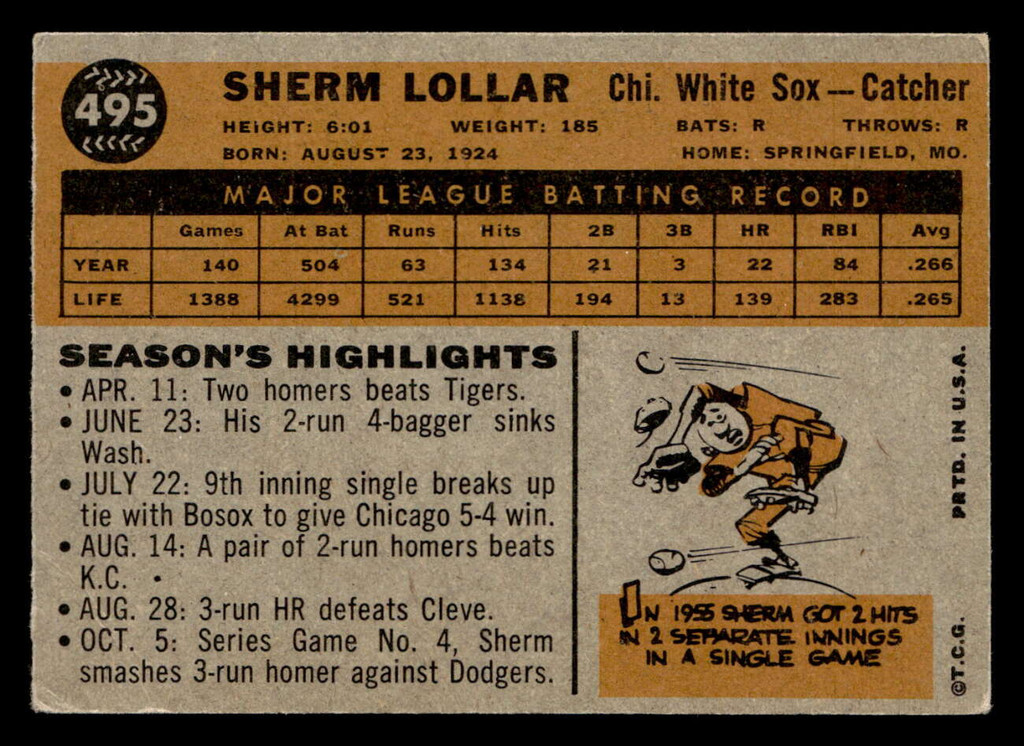 495
SHERM LOLLAR Chi. White Sox — Catcher
HEIGHT: 6:01 WEIGHT: 185 BATS: R THROWS: R
BORN: AUGUST 23, 1924 HOME: SPRINGFIELD, MO.
MAJOR LEAGUE BATTING RECORD
Games At Bat Runs Hits 2B 3B HR RBI Avg
YEAR 140 504 63 134 21 3 22 84 .266
LIFE 1388 4299 521 1138 194 13 139 283 .265
SEASON'S HIGHLIGHTS
• APR. 11: Two homers beats Tigers.
• JUNE 23: His 2-run 4-bagger sinks
Wash.
• JULY 22: 9th inning single breaks up
tie with Bosox to give Chicago 5-4 win.
• AUG. 14: A pair of 2-run homers beats
K.C.
• AUG. 28: 3-run HR defeats Cleve.
• OCT. 5: Series Game No. 4, Sherm
smashes 3-run homer against Dodgers.
IN 1955 SHERM GOT 2 HITS
IN 2 SEPARATE INNINGS
IN A SINGLE GAME
©T.C.G. PRTD. IN U.S.A.